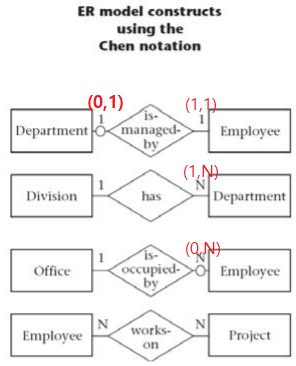 ER model constructs
using the
Chen notation
(0,1) (1,1)
Department 1 is-managed-by 1 Employee
(1,N)
Division 1 has N Department
(0,N)
Office 1 is-occupied-by N Employee
Employee N works-on N Project